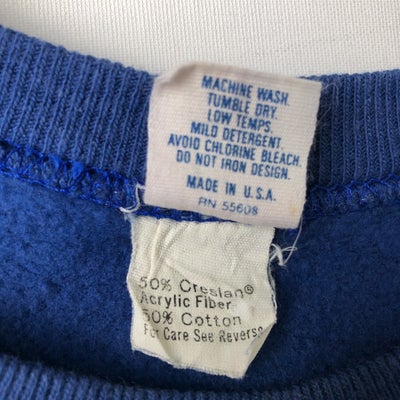 MACHINE WASH.
TUMBLE DRY.
LOW TEMPS.
MILD DETERGENT.
AVOID CHLORINE BLEACH.
DO NOT IRON DESIGN.
MADE IN U.S.A.
RN 55608
50% Creslan®
Acrylic Fiber
50% Cotton
For Care See Reverse